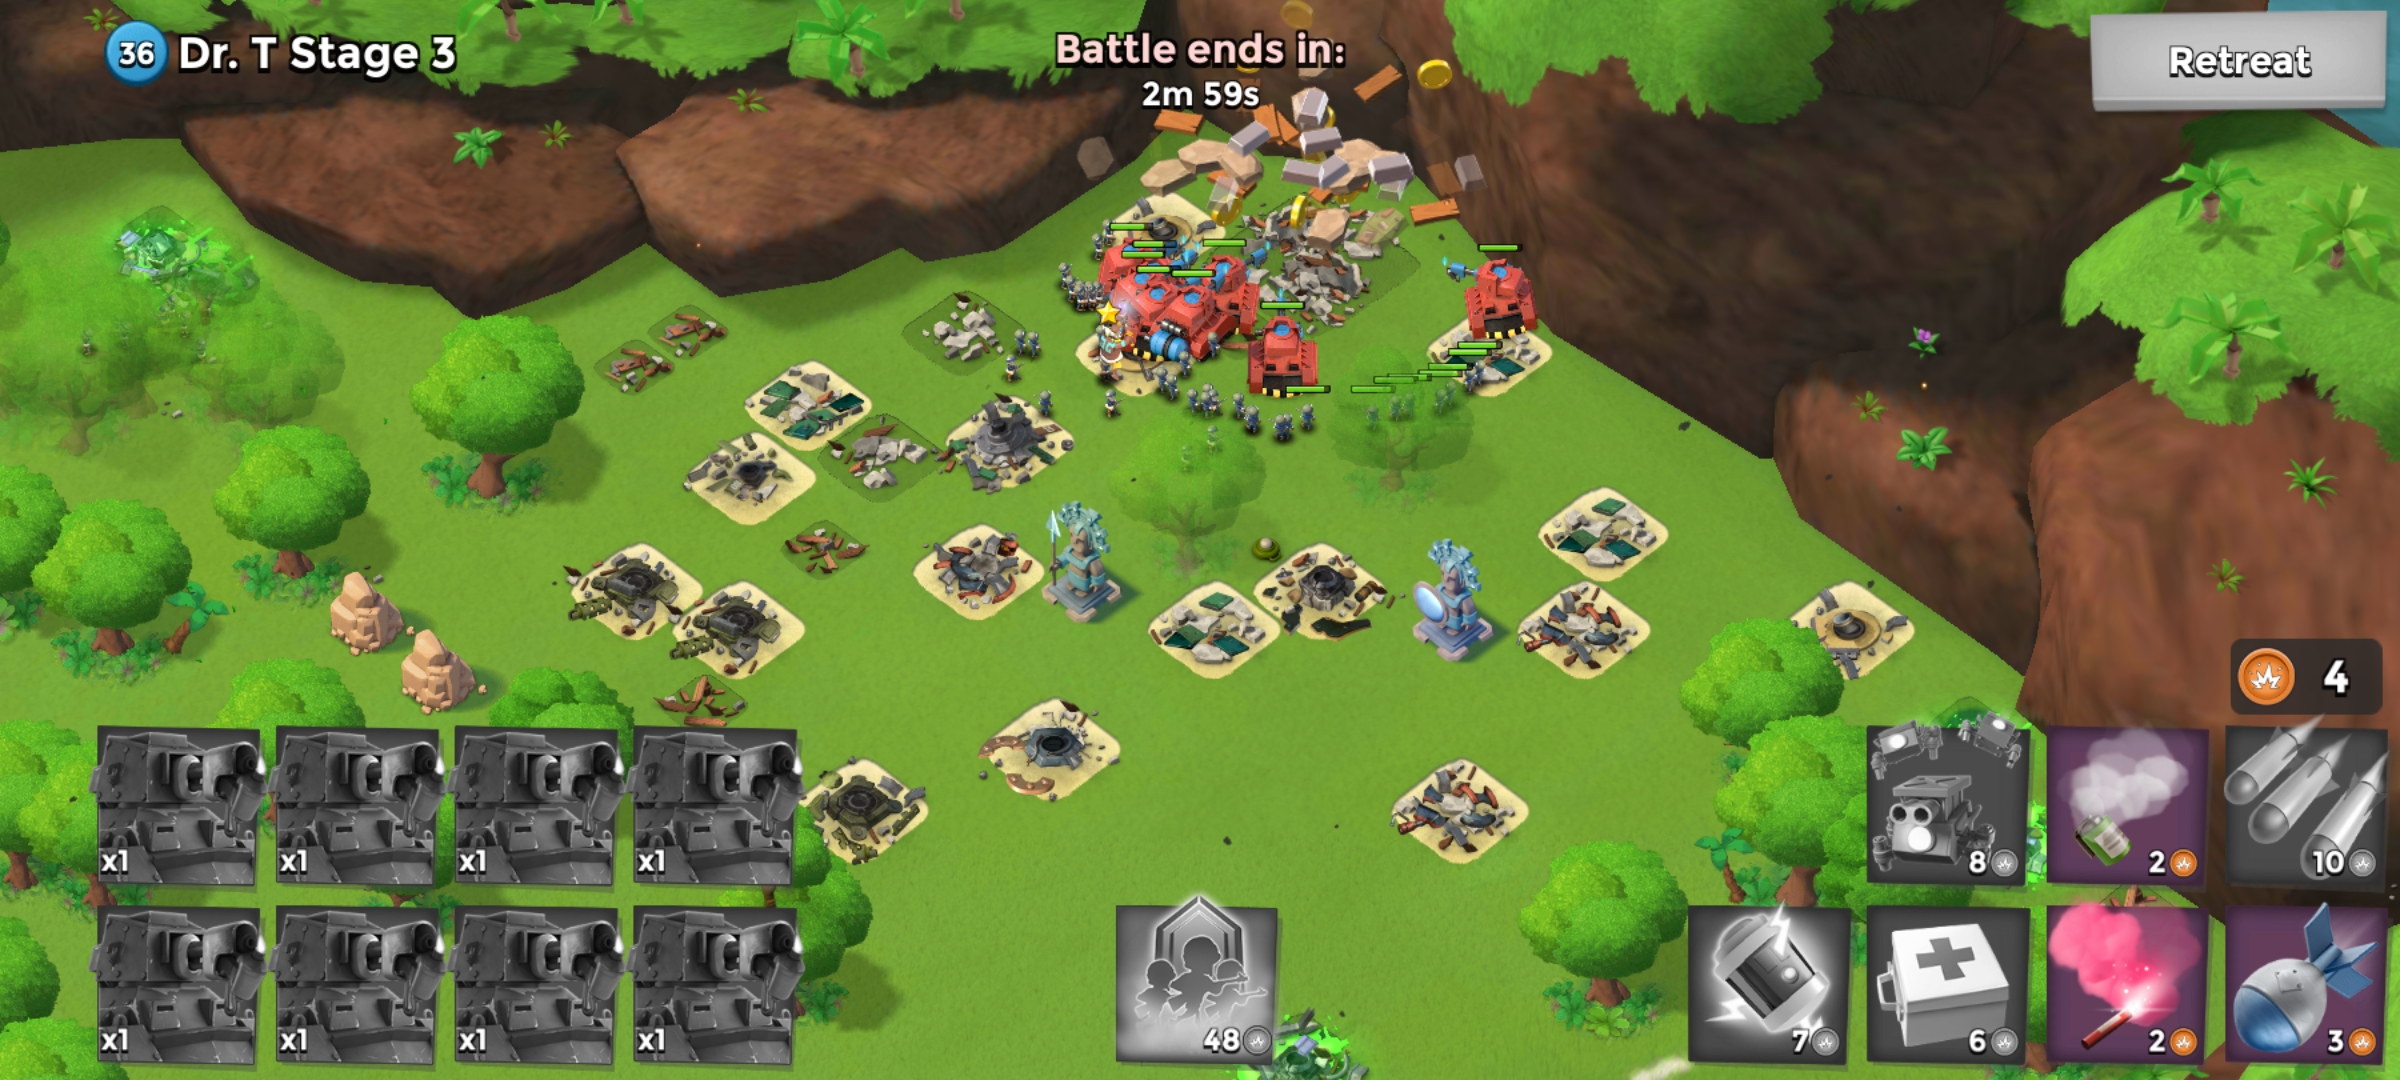 36 Dr. T Stage 3
Battle ends in:
2m 59s
Retreat
4
x1 x1 x1 x1
8 2 10
x1 x1 x1 x1
48 7 6 2 3